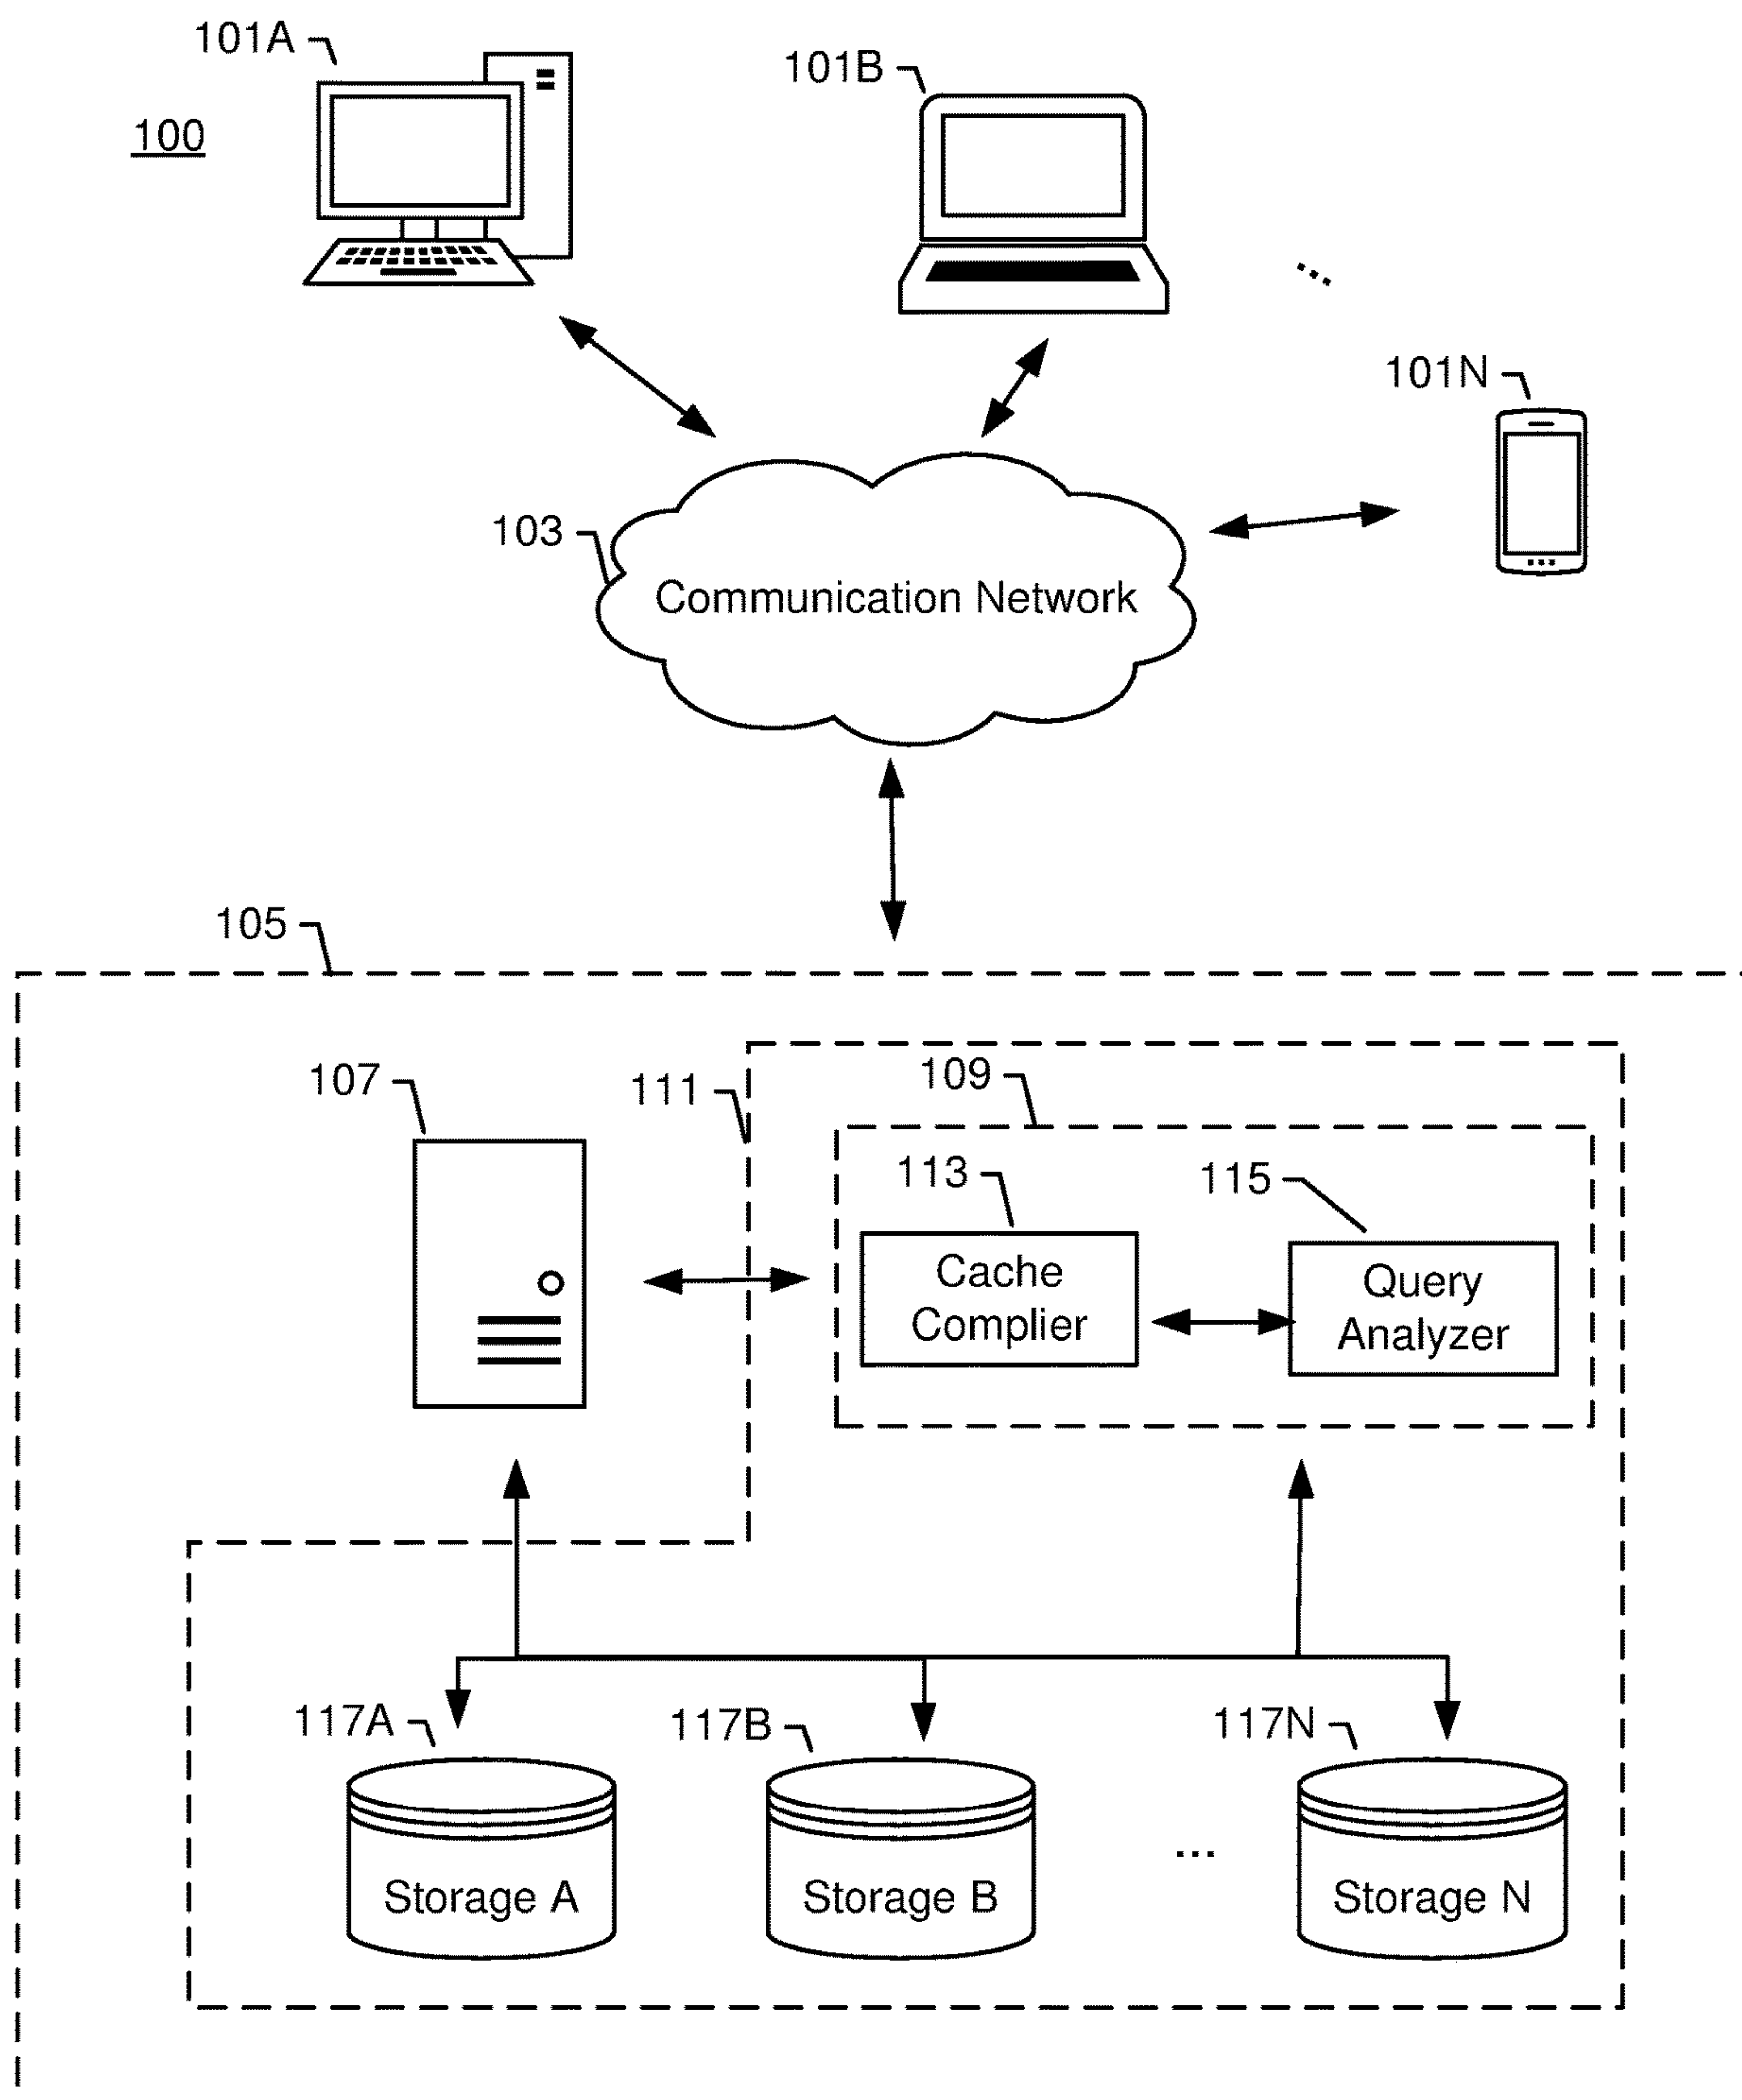 101A
101B
100
101N
103
Communication Network
105
107
111
109
113
115
Cache
Complier
Query
Analyzer
117A
117B
117N
...
Storage A
Storage B
Storage N